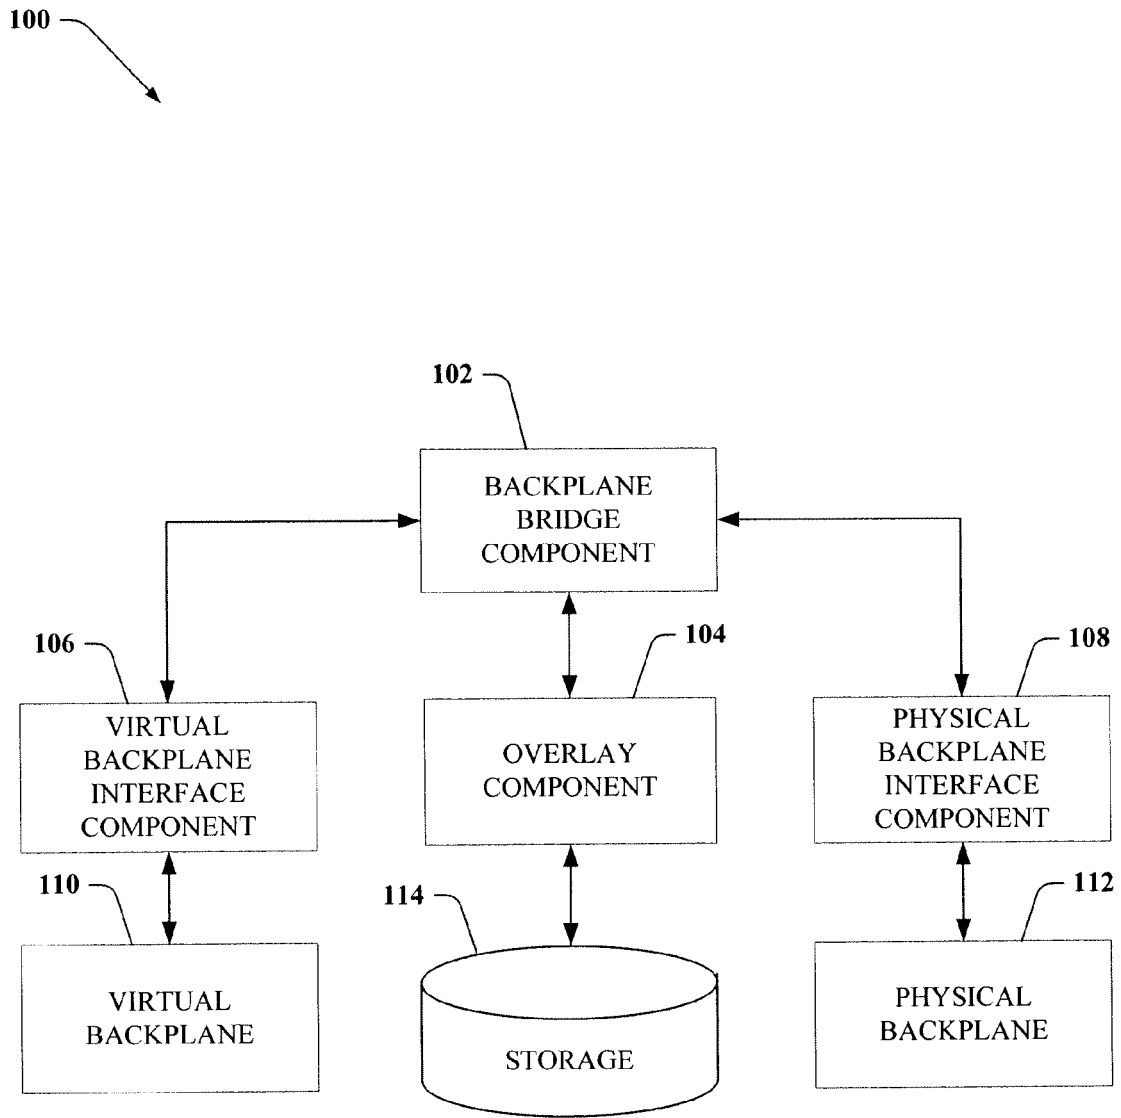 100
102
BACKPLANE
BRIDGE
COMPONENT
106
104
108
VIRTUAL
BACKPLANE
INTERFACE
COMPONENT
OVERLAY
COMPONENT
PHYSICAL
BACKPLANE
INTERFACE
COMPONENT
110
114
112
VIRTUAL
BACKPLANE
STORAGE
PHYSICAL
BACKPLANE